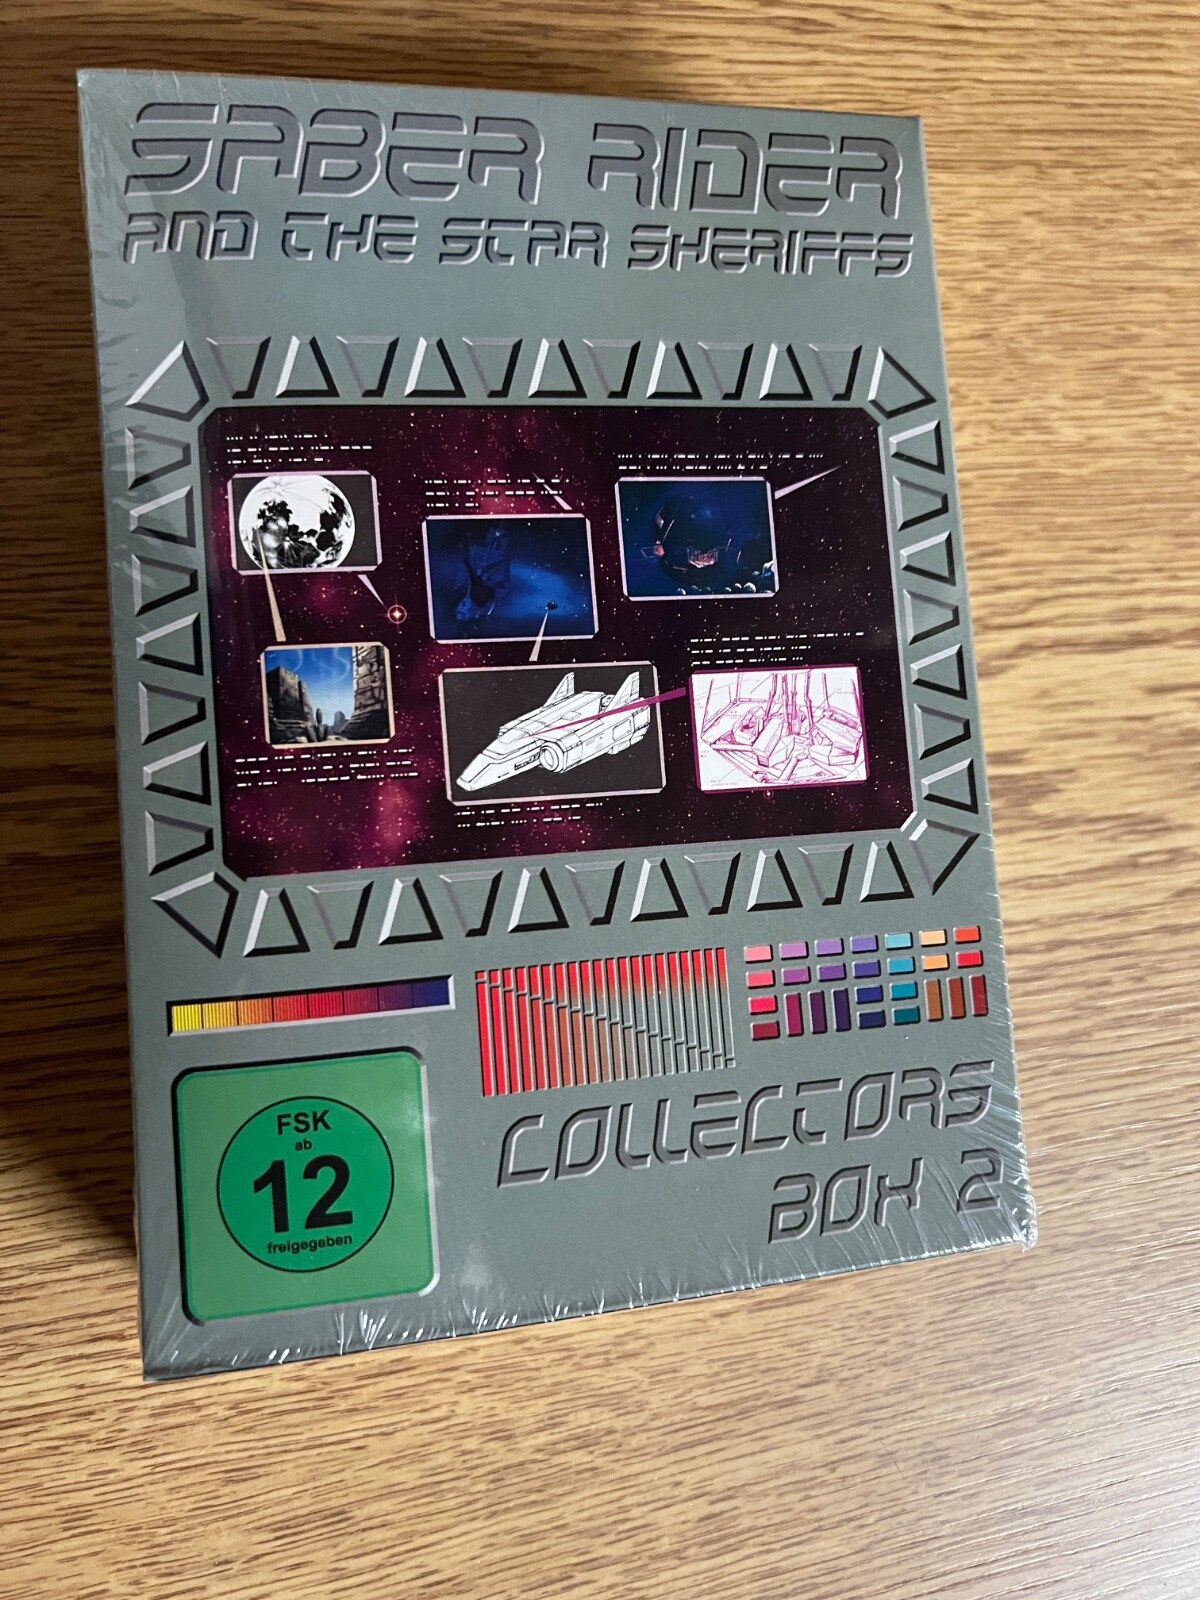 SABER RIDER
AND THE STAR SHERIFFS
FSK
ab
12
freigegeben
COLLECTORS
BOX 2